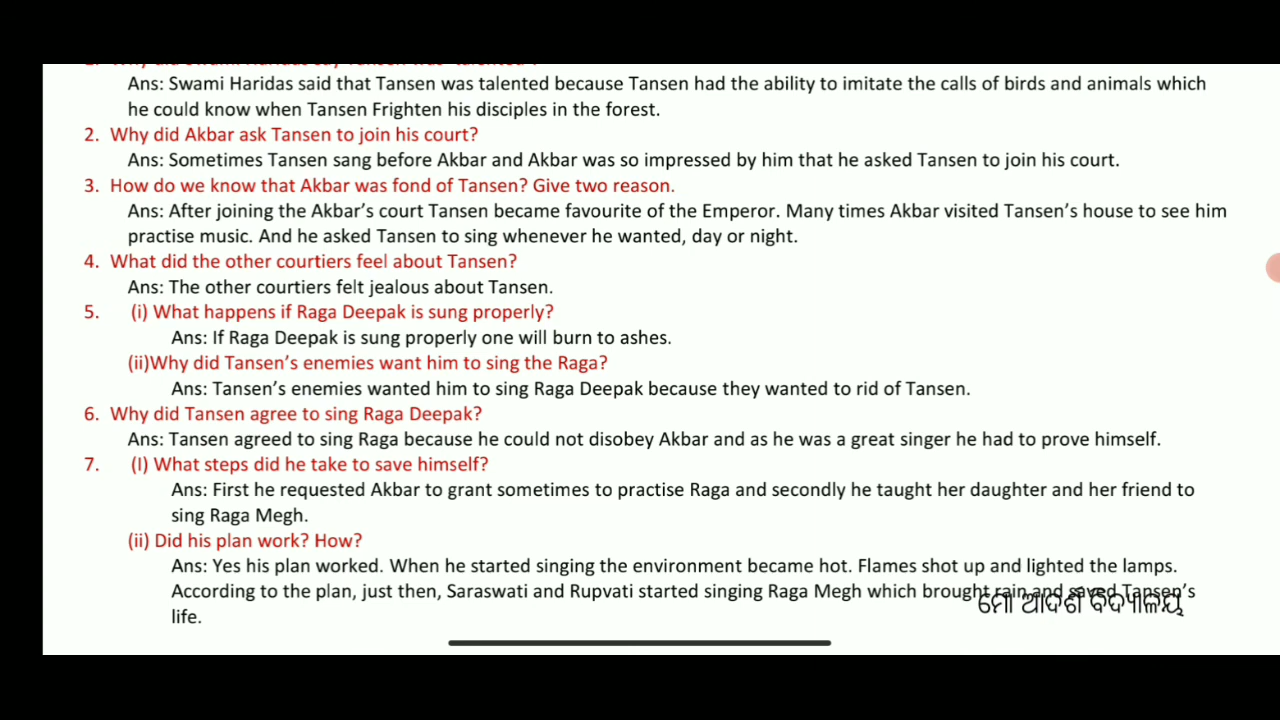 1. Why did Swami Haridas say Tansen was 'talented'?
Ans: Swami Haridas said that Tansen was talented because Tansen had the ability to imitate the calls of birds and animals which
he could know when Tansen Frighten his disciples in the forest.
2. Why did Akbar ask Tansen to join his court?
Ans: Sometimes Tansen sang before Akbar and Akbar was so impressed by him that he asked Tansen to join his court.
3. How do we know that Akbar was fond of Tansen? Give two reason.
Ans: After joining the Akbar's court Tansen became favourite of the Emperor. Many times Akbar visited Tansen's house to see him
practise music. And he asked Tansen to sing whenever he wanted, day or night.
4. What did the other courtiers feel about Tansen?
Ans: The other courtiers felt jealous about Tansen.
5. (i) What happens if Raga Deepak is sung properly?
Ans: If Raga Deepak is sung properly one will burn to ashes.
(ii)Why did Tansen's enemies want him to sing the Raga?
Ans: Tansen's enemies wanted him to sing Raga Deepak because they wanted to rid of Tansen.
6. Why did Tansen agree to sing Raga Deepak?
Ans: Tansen agreed to sing Raga because he could not disobey Akbar and as he was a great singer he had to prove himself.
7. (I) What steps did he take to save himself?
Ans: First he requested Akbar to grant sometimes to practise Raga and secondly he taught her daughter and her friend to
sing Raga Megh.
(ii) Did his plan work? How?
Ans: Yes his plan worked. When he started singing the environment became hot. Flames shot up and lighted the lamps.
According to the plan, just then, Saraswati and Rupvati started singing Raga Megh which brought rain and saved Tansen's
life.
ମୋ ଆଦର୍ଶ ବିଦ୍ୟାଳୟ